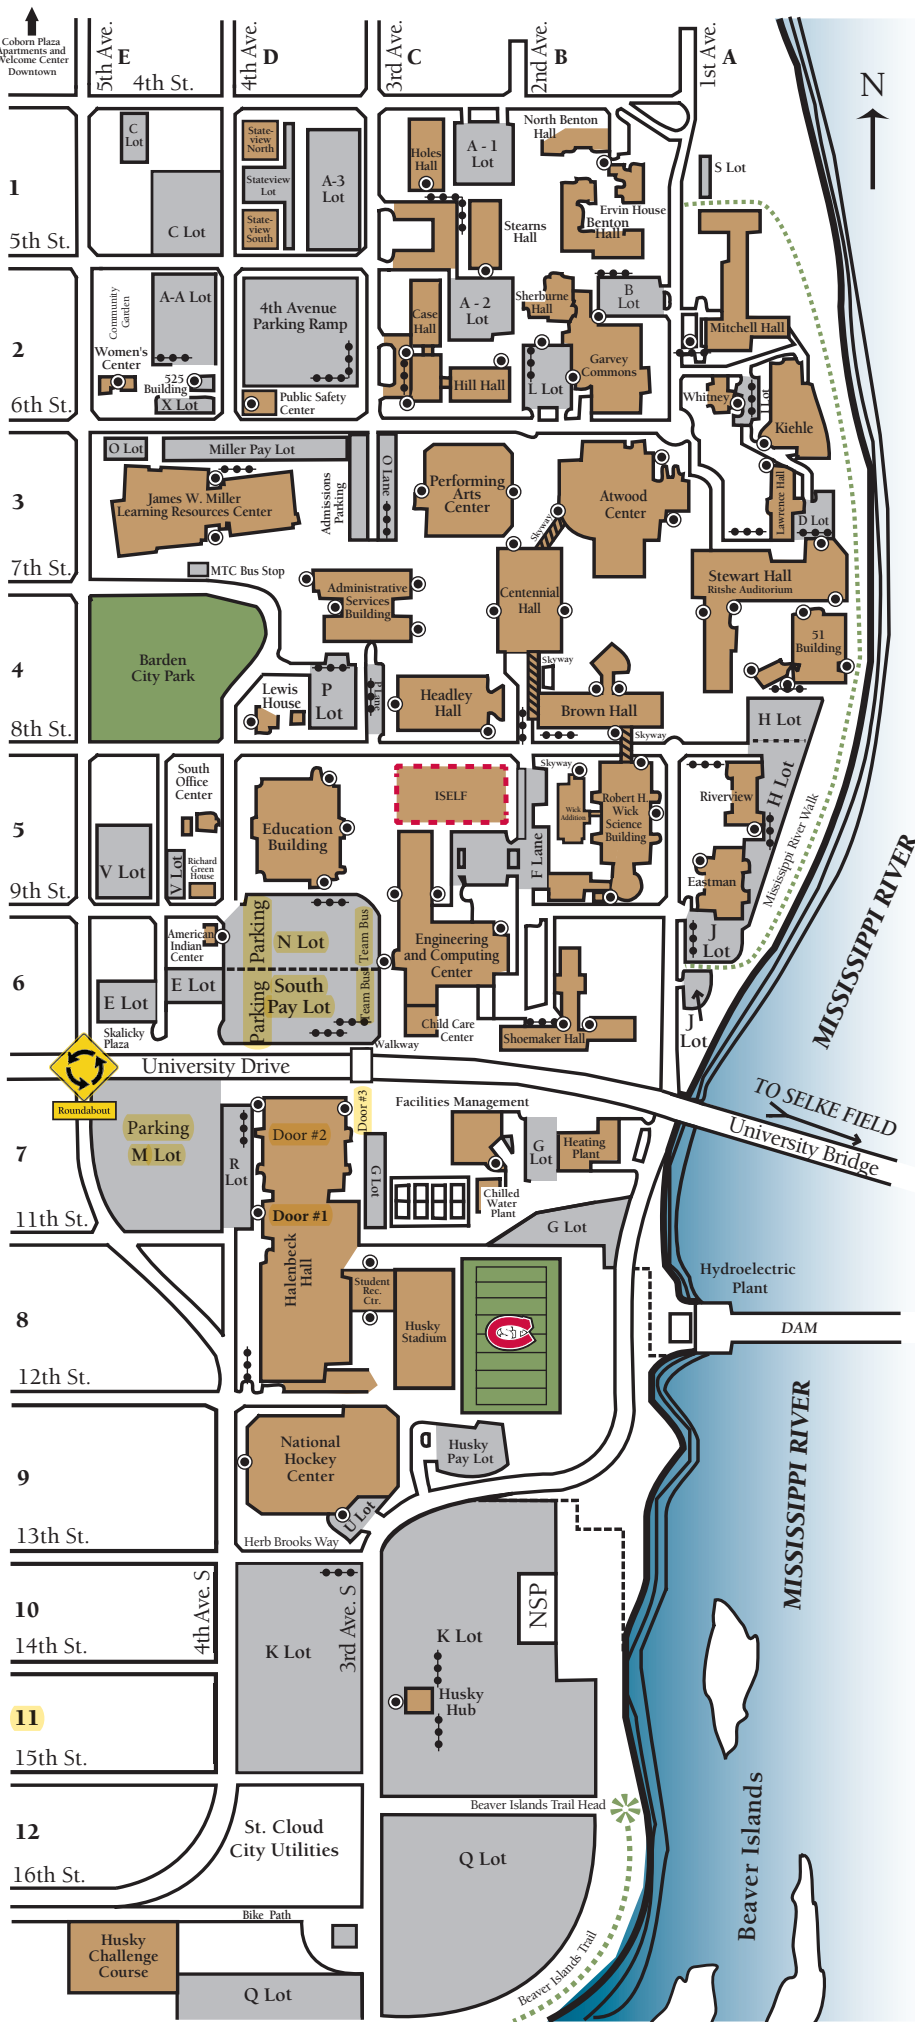 Coborn Plaza
Apartments and
Welcome Center
Downtown
5th Ave.
E
4th St.
4th Ave.
D
3rd Ave.
C
2nd Ave.
B
1st Ave.
A
N
1
C
Lot
C Lot
State-
view
North
Stateview
Lot
State-
view
South
A-3
Lot
Holes
Hall
A - 1
Lot
North Benton
Hall
Ervin House
Benton
Hall
Stearns
Hall
S Lot
5th St.
2
Community
Garden
A-A Lot
Women's
Center
525
Building
X Lot
4th Avenue
Parking Ramp
Public Safety
Center
Case
Hall
A - 2
Lot
Hill Hall
Sherburne
Hall
B
Lot
L Lot
Garvey
Commons
Mitchell Hall
Whitney
I Lot
Kiehle
6th St.
3
O Lot
Miller Pay Lot
James W. Miller
Learning Resources Center
Admissions
Parking
O Lane
Performing
Arts
Center
Skyway
Atwood
Center
Lawrence Hall
D Lot
7th St.
MTC Bus Stop
Administrative
Services
Building
Centennial
Hall
Stewart Hall
Ritshe Auditorium
51
Building
4
Barden
City Park
Lewis
House
P
Lot
P Lane
Headley
Hall
Skyway
Brown Hall
Skyway
H Lot
8th St.
5
South
Office
Center
V Lot
V Lot
Richard
Green
House
Education
Building
ISELF
F Lane
Skyway
Wick
Addition
Robert H.
Wick
Science
Building
Riverview
H Lot
Eastman
Mississippi River Walk
MISSISSIPPI RIVER
9th St.
6
American
Indian
Center
E Lot
E Lot
Skalicky
Plaza
Parking
N Lot
Team Bus
Parking
South
Pay Lot
Team Bus
Engineering
and Computing
Center
Child Care
Center
Shoemaker Hall
J
Lot
J
Lot
Walkway
University Drive
Roundabout
TO SELKE FIELD
University Bridge
7
Parking
M Lot
R
Lot
Door #2
Door #3
Door #1
Facilities Management
G Lot
G
Lot
Heating
Plant
Chilled
Water
Plant
G Lot
11th St.
8
Halenbeck
Hall
Student
Rec.
Ctr.
Husky
Stadium
C
Hydroelectric
Plant
DAM
12th St.
9
National
Hockey
Center
U Lot
Husky
Pay Lot
MISSISSIPPI RIVER
13th St.
Herb Brooks Way
10
14th St.
4th Ave. S
3rd Ave. S
K Lot
K Lot
NSP
Husky
Hub
11
15th St.
12
16th St.
St. Cloud
City Utilities
Beaver Islands Trail Head
Q Lot
Beaver Islands
Bike Path
Husky
Challenge
Course
Q Lot
Beaver Islands Trail